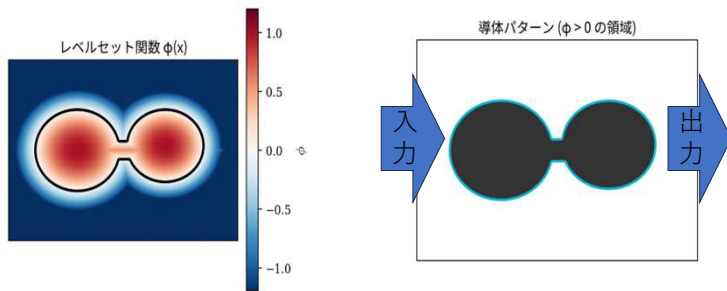 レベルセット関数 φ(x)
1.0
0.5
0.0
−0.5
−1.0
φ
導体パターン (φ > 0 の領域)
入力
出力